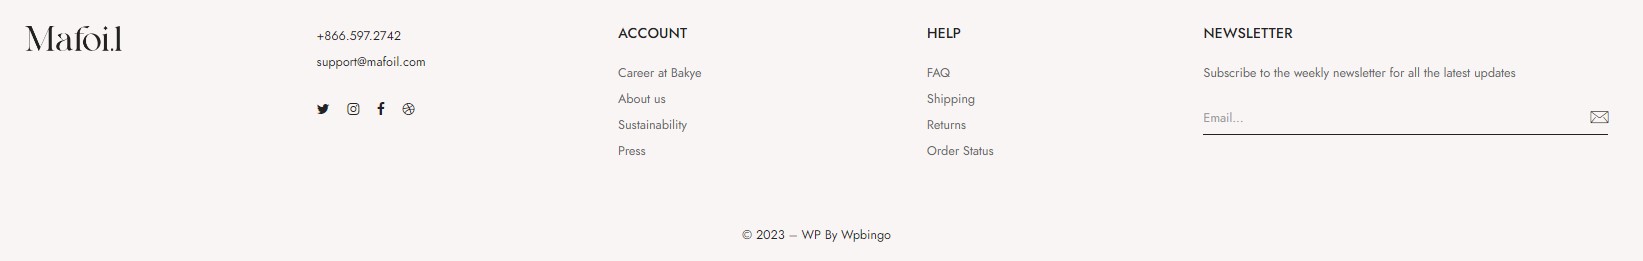 Mafoi.l
+866.597.2742
support@mafoil.com
ACCOUNT
Career at Bakye
About us
Sustainability
Press
HELP
FAQ
Shipping
Returns
Order Status
NEWSLETTER
Subscribe to the weekly newsletter for all the latest updates
Email...
© 2023 – WP By Wpbingo